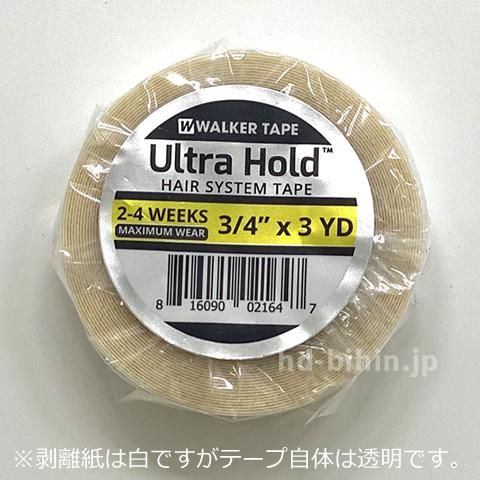 W WALKER TAPE
Ultra Hold™
HAIR SYSTEM TAPE
2-4 WEEKS
MAXIMUM WEAR
3/4” x 3 YD
8 16090 02164 7
hd-bihin.jp
※剥離紙は白ですがテープ自体は透明です.